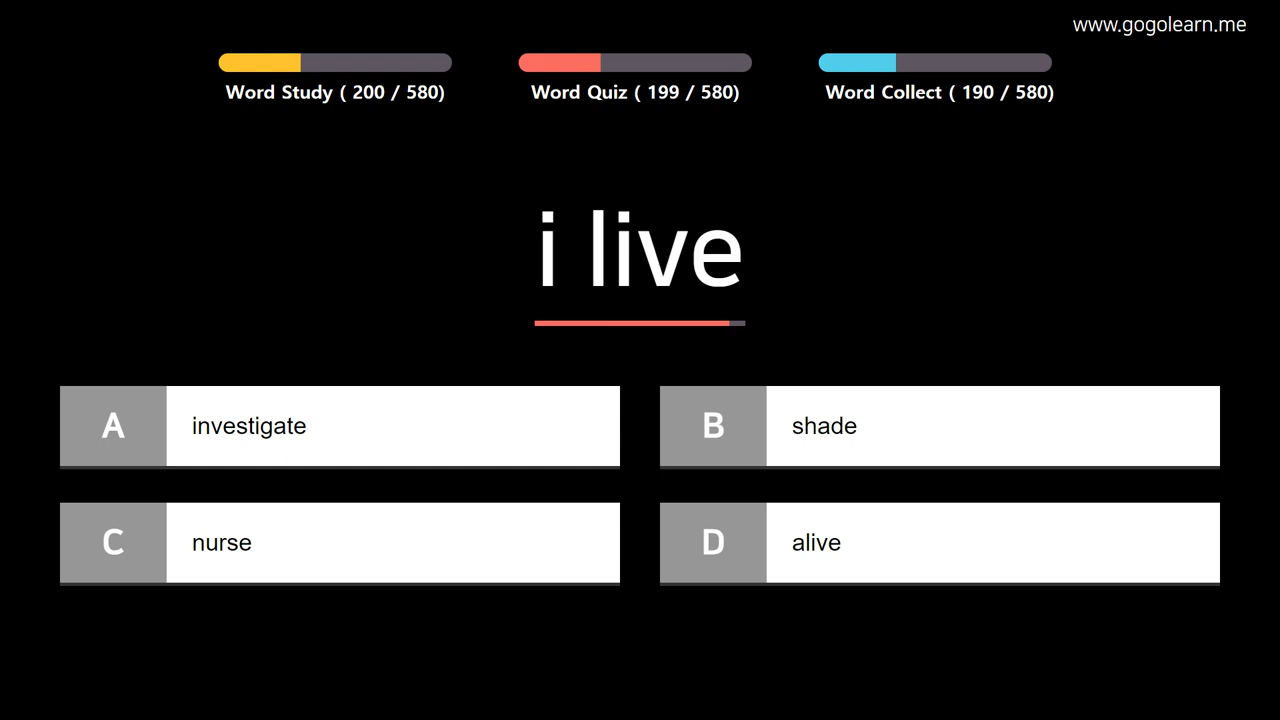 www.gogolearn.me
Word Study ( 200 / 580)
Word Quiz ( 199 / 580)
Word Collect ( 190 / 580)
i live
A investigate
B shade
C nurse
D alive